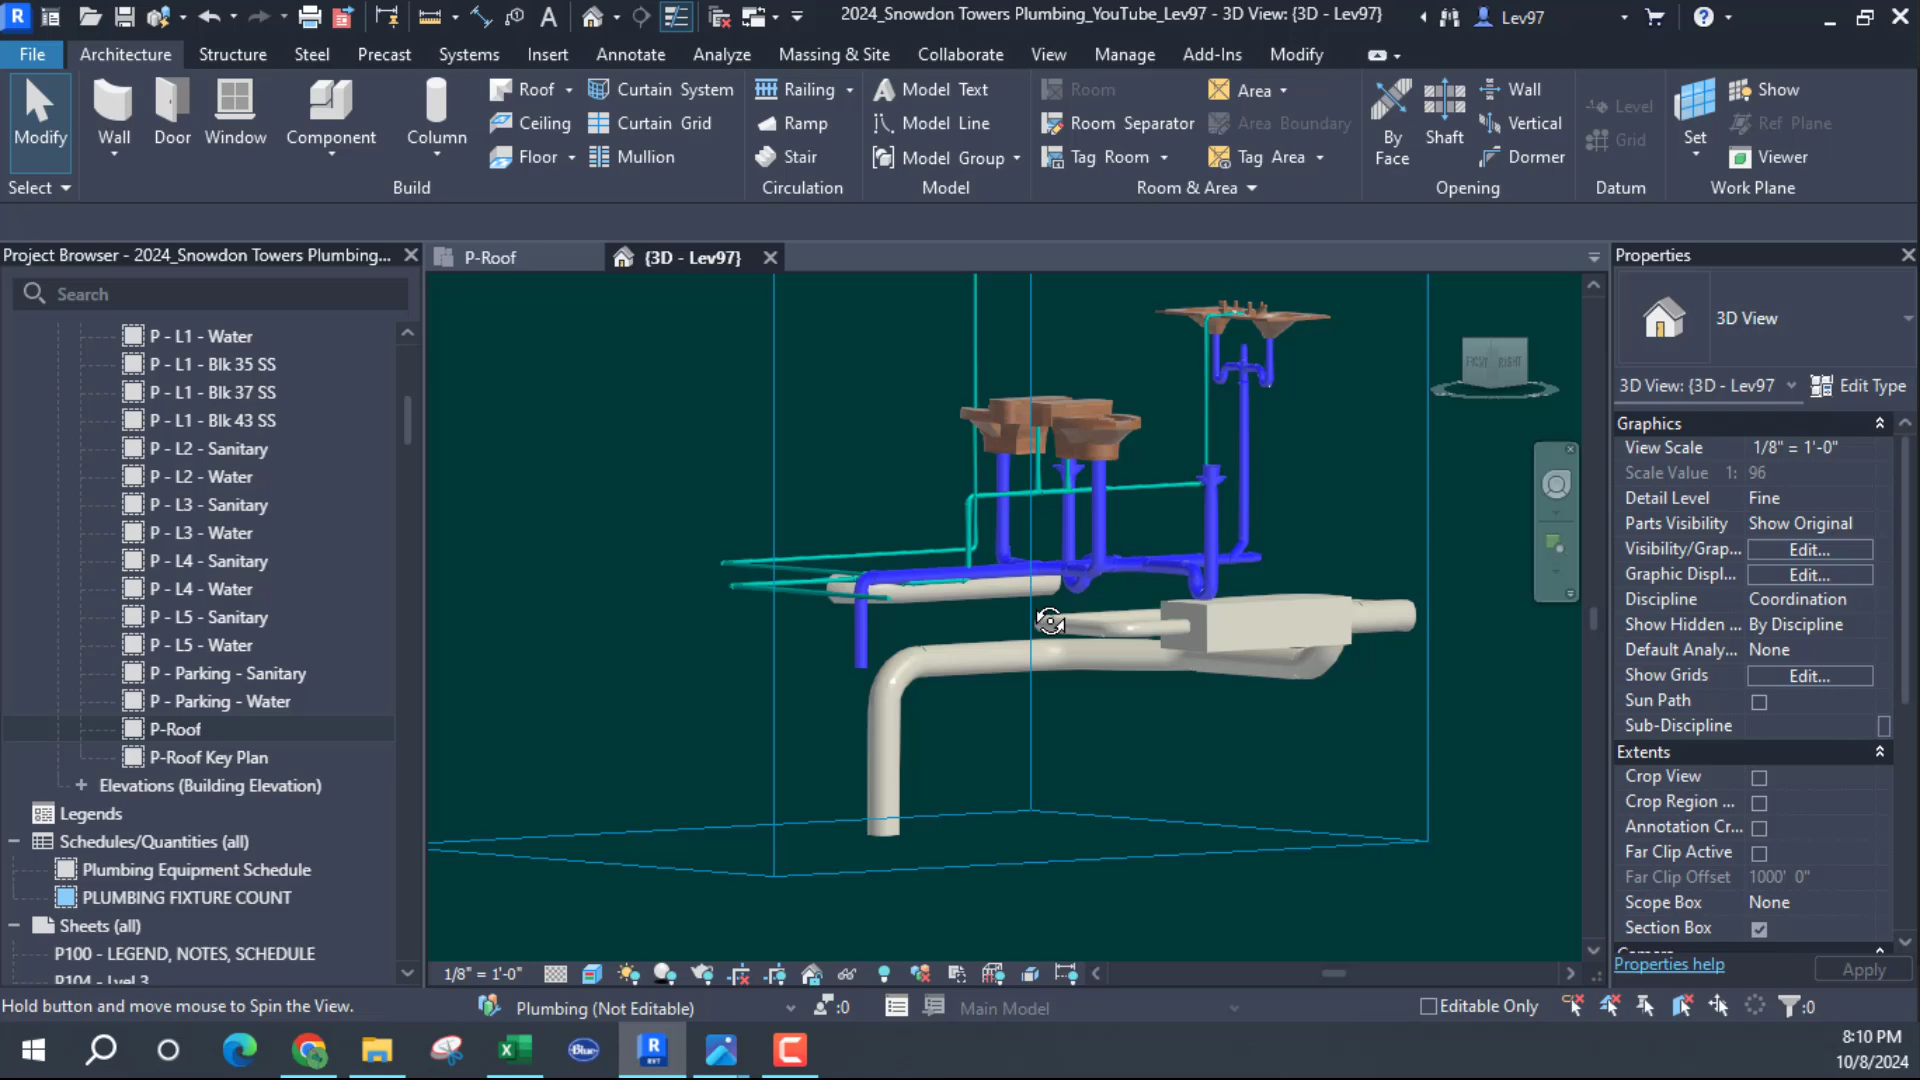 2024_Snowdon Towers Plumbing_YouTube_Lev97 - 3D View: {3D - Lev97}
Lev97
File Architecture Structure Steel Precast Systems Insert Annotate Analyze Massing & Site Collaborate View Manage Add-Ins Modify
Modify
Wall
Door
Window
Component
Column
Roof
Ceiling
Floor
Curtain System
Curtain Grid
Mullion
Railing
Ramp
Stair
Model Text
Model Line
Model Group
Room
Room Separator
Tag Room
Area
Area Boundary
Tag Area
By Face
Shaft
Wall
Vertical
Dormer
Level
Grid
Set
Show
Ref Plane
Viewer
Select
Build
Circulation
Model
Room & Area
Opening
Datum
Work Plane
Project Browser - 2024_Snowdon Towers Plumbing...
Search
P - L1 - Water
P - L1 - Blk 35 SS
P - L1 - Blk 37 SS
P - L1 - Blk 43 SS
P - L2 - Sanitary
P - L2 - Water
P - L3 - Sanitary
P - L3 - Water
P - L4 - Sanitary
P - L4 - Water
P - L5 - Sanitary
P - L5 - Water
P - Parking - Sanitary
P - Parking - Water
P-Roof
P-Roof Key Plan
Elevations (Building Elevation)
Legends
Schedules/Quantities (all)
Plumbing Equipment Schedule
PLUMBING FIXTURE COUNT
Sheets (all)
P100 - LEGEND, NOTES, SCHEDULE
P104 - Lvel 3
P-Roof
{3D - Lev97}
RIGHT
Properties
3D View
3D View: {3D - Lev97
Edit Type
Graphics
View Scale 1/8" = 1'-0"
Scale Value 1: 96
Detail Level Fine
Parts Visibility Show Original
Visibility/Grap... Edit...
Graphic Displ... Edit...
Discipline Coordination
Show Hidden ... By Discipline
Default Analy... None
Show Grids Edit...
Sun Path
Sub-Discipline
Extents
Crop View
Crop Region ...
Annotation Cr...
Far Clip Active
Far Clip Offset 1000' 0"
Scope Box None
Section Box
Properties help
Apply
1/8" = 1'-0"
Hold button and move mouse to Spin the View.
Plumbing (Not Editable)
:0
Main Model
Editable Only
:0
Blue
8:10 PM
10/8/2024